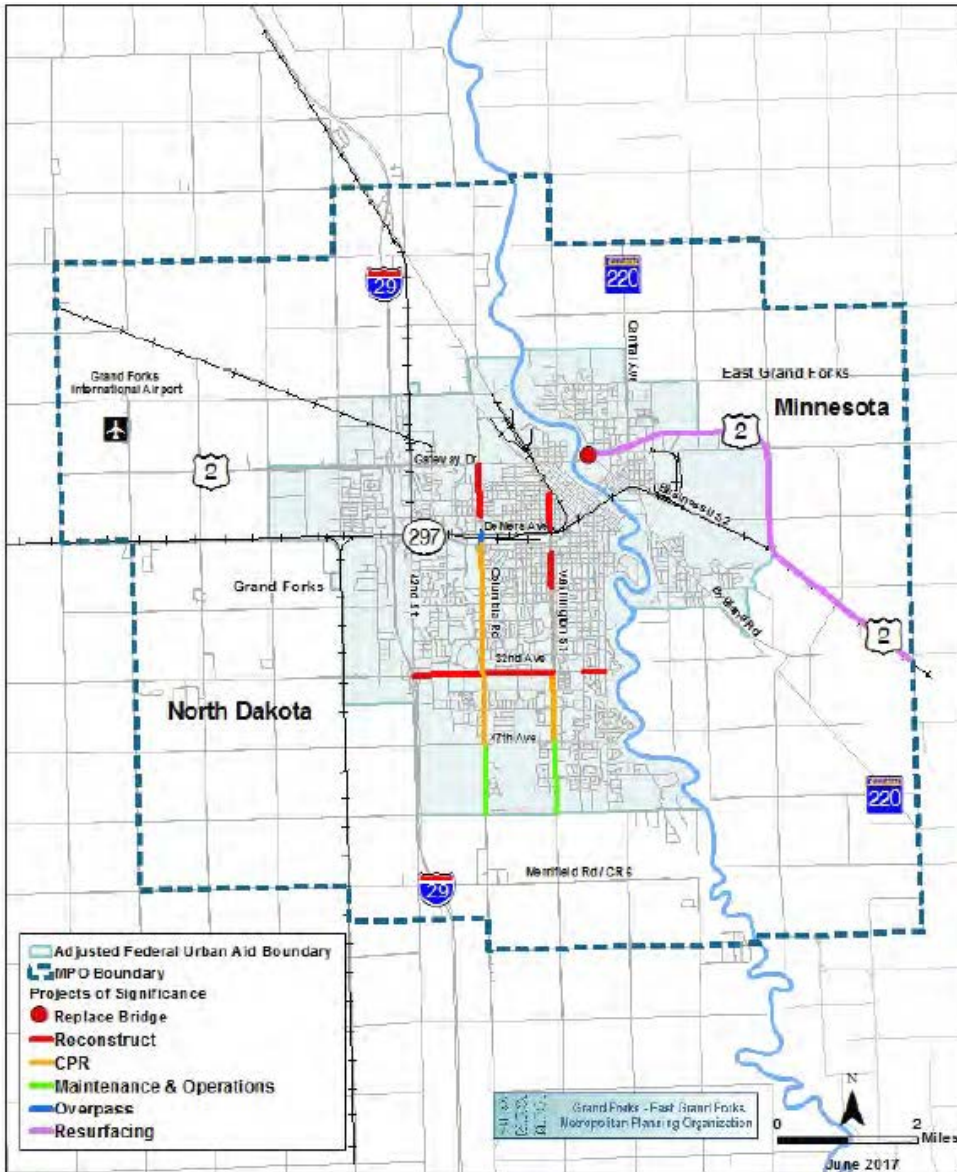 29
220
Central Ave
East Grand Forks
Grand Forks
International Airport
Minnesota
2
2
Gateway Dr
Business US 2
DeMers Ave
297
Grand Forks
42nd St
Columbia Rd
Washington St
Bygland Rd
2
32nd Ave
North Dakota
47th Ave
220
Merrifield Rd / CR 6
29
Adjusted Federal Urban Aid Boundary
MPO Boundary
Projects of Significance
Replace Bridge
Reconstruct
CPR
Maintenance & Operations
Overpass
Resurfacing
Grand Forks - East Grand Forks
Metropolitan Planning Organization
N
0 2
Miles
June 2017